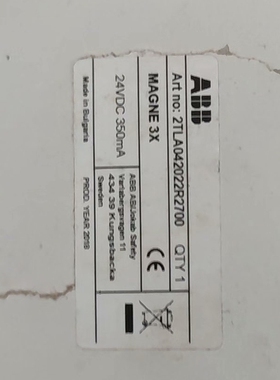 ABB
Art no: 2TLA042022R2700 QTY 1
MAGNE 3X
CE
24VDC 350mA
ABB AB/Jokab Safety
Varlabergsvagen 11
434 39 Kungsbacka
Sweden
Made in Bulgaria
PROD. YEAR 2018